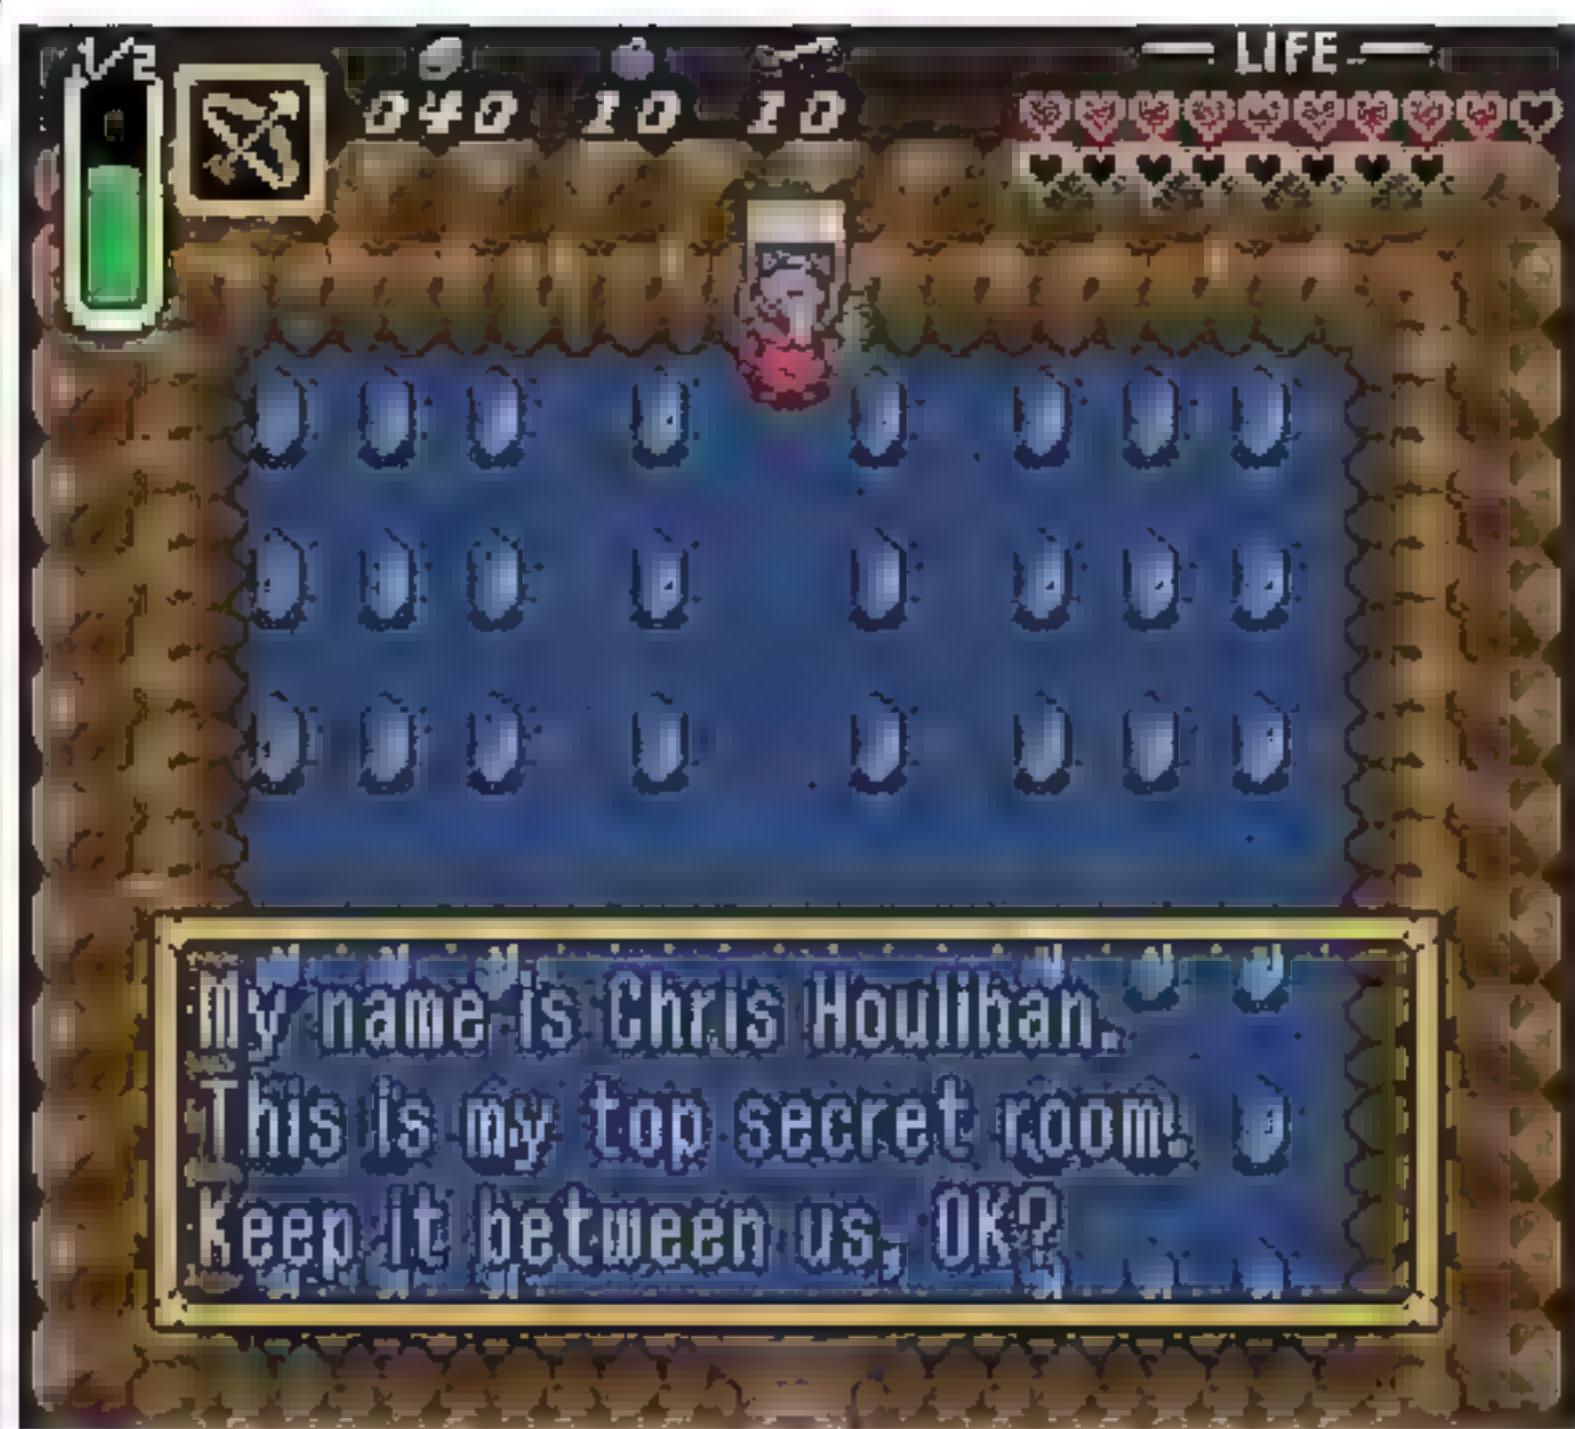 1/2
040 10 10
— LIFE —
My name is Chris Houlihan.
This is my top secret room.
Keep it between us, OK?